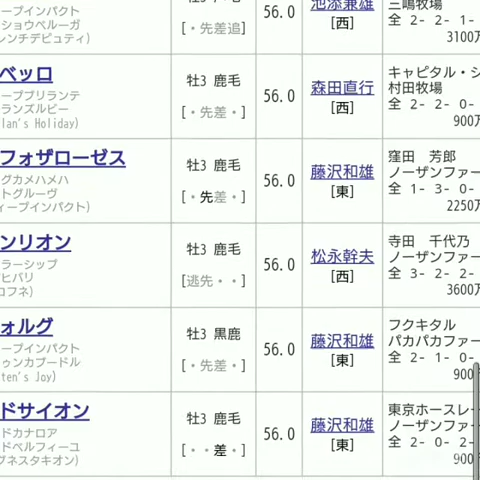 ープインパクト
ショウベルーガ
レンチデピュティ)
[・先差追]
56.0
池添兼雄
[西]
三嶋牧場
全 2- 2- 1-
3100万
ベッロ
ープブリランテ
ランズルビー
lan's Holiday)
牡3 鹿毛
[・先差・]
56.0
森田直行
[西]
キャピタル・シ
村田牧場
全 2- 2- 0-
900万
フォザローゼス
グカメハメハ
トグルーヴ
ィープインパクト)
牡3 鹿毛
[・先差・]
56.0
藤沢和雄
[東]
窪田 芳郎
ノーザンファー
全 1- 3- 0-
2250万
ンリオン
ラーシップ
ヒバリ
ロフネ)
牡3 鹿毛
[逃先・・]
56.0
松永幹夫
[西]
寺田 千代乃
ノーザンファー
全 3- 2- 2-
3600万
ォルグ
ープインパクト
ゥンカブードル
ten's Joy)
牡3 黒鹿
[・先差・]
56.0
藤沢和雄
[東]
フクキタル
パカパカファー
全 2- 1- 0-
900
ドサイオン
ドカナロア
ドベルフィーユ
グネスタキオン)
牡3 鹿毛
[・・差・]
56.0
藤沢和雄
[東]
東京ホースレー
ノーザンファー
全 2- 0- 2-
900